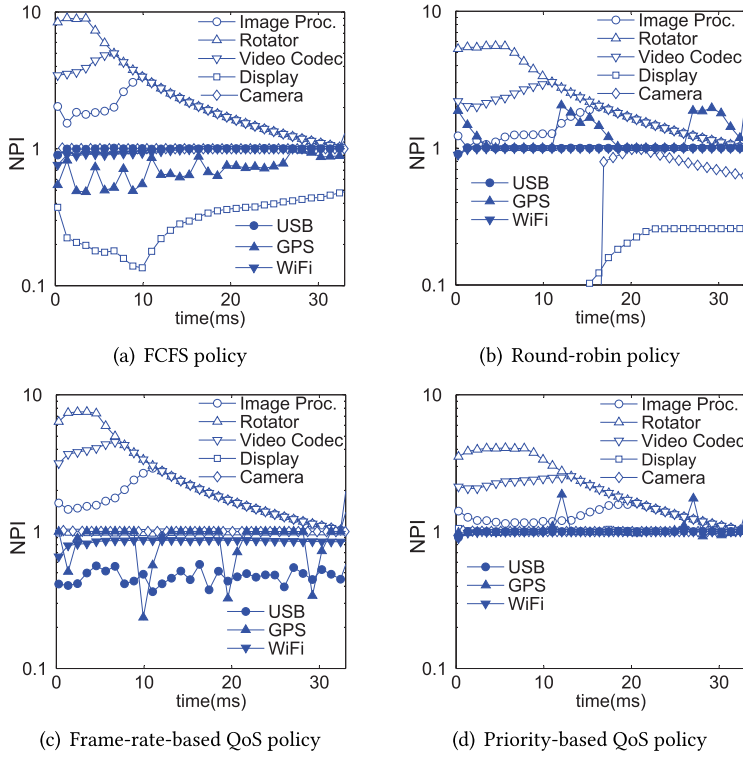 10
1
0.1
NPI
0
10
20
30
time(ms)
Image Proc.
Rotator
Video Codec
Display
Camera
USB
GPS
WiFi
(a) FCFS policy
10
1
0.1
NPI
0
10
20
30
time(ms)
Image Proc.
Rotator
Video Codec
Display
Camera
USB
GPS
WiFi
(b) Round-robin policy
10
1
0.1
NPI
0
10
20
30
time(ms)
Image Proc.
Rotator
Video Codec
Display
Camera
USB
GPS
WiFi
(c) Frame-rate-based QoS policy
10
1
0.1
NPI
0
10
20
30
time(ms)
Image Proc.
Rotator
Video Codec
Display
Camera
USB
GPS
WiFi
(d) Priority-based QoS policy